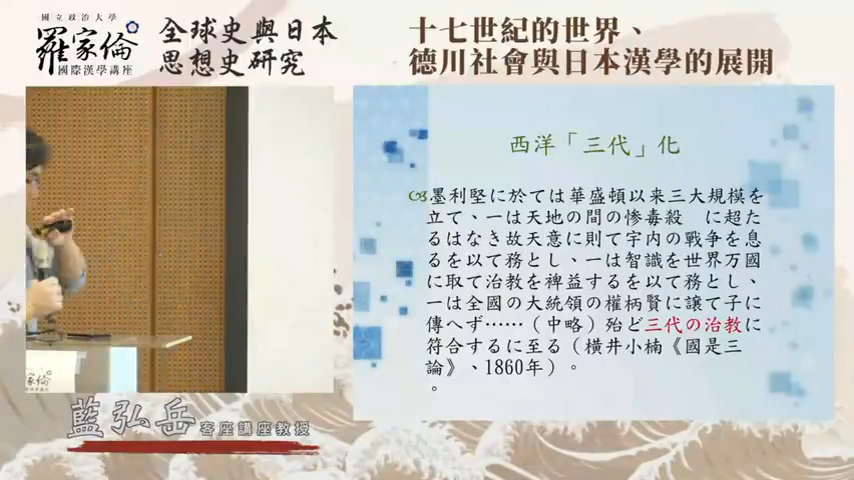 國立政治大學
羅家倫
國際漢學講座
全球史與日本
思想史研究
十七世紀的世界、
德川社會與日本漢學的展開
西洋「三代」化
墨利堅に於ては華盛頓以来三大規模を
立て、一は天地の間の惨毒殺 に超た
るはなき故天意に則て宇内の戰争を息
るを以て務とし、一は智識を世界万國
に取て治教を裨益するを以て務とし、
一は全國の大統領の權柄賢に譲て子に
傳へず……（中略）殆ど三代の治教に
符合するに至る（横井小楠《國是三
論》、1860年）。
。
家倫
藍弘岳 客座講座教授